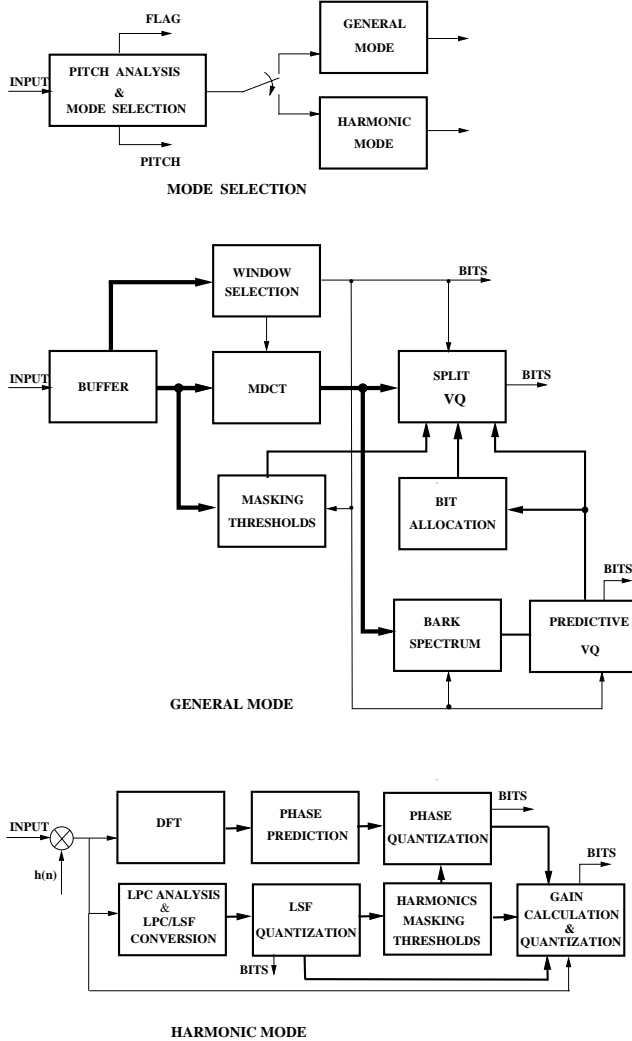 FLAG
INPUT
PITCH ANALYSIS
&
MODE SELECTION
PITCH
GENERAL
MODE
HARMONIC
MODE
MODE SELECTION
WINDOW
SELECTION
BITS
INPUT
BUFFER
MDCT
SPLIT
VQ
BITS
MASKING
THRESHOLDS
BIT
ALLOCATION
BITS
BARK
SPECTRUM
PREDICTIVE
VQ
GENERAL MODE
INPUT
h(n)
DFT
PHASE
PREDICTION
PHASE
QUANTIZATION
BITS
LPC ANALYSIS
&
LPC/LSF
CONVERSION
LSF
QUANTIZATION
BITS
HARMONICS
MASKING
THRESHOLDS
BITS
GAIN
CALCULATION
&
QUANTIZATION
HARMONIC MODE